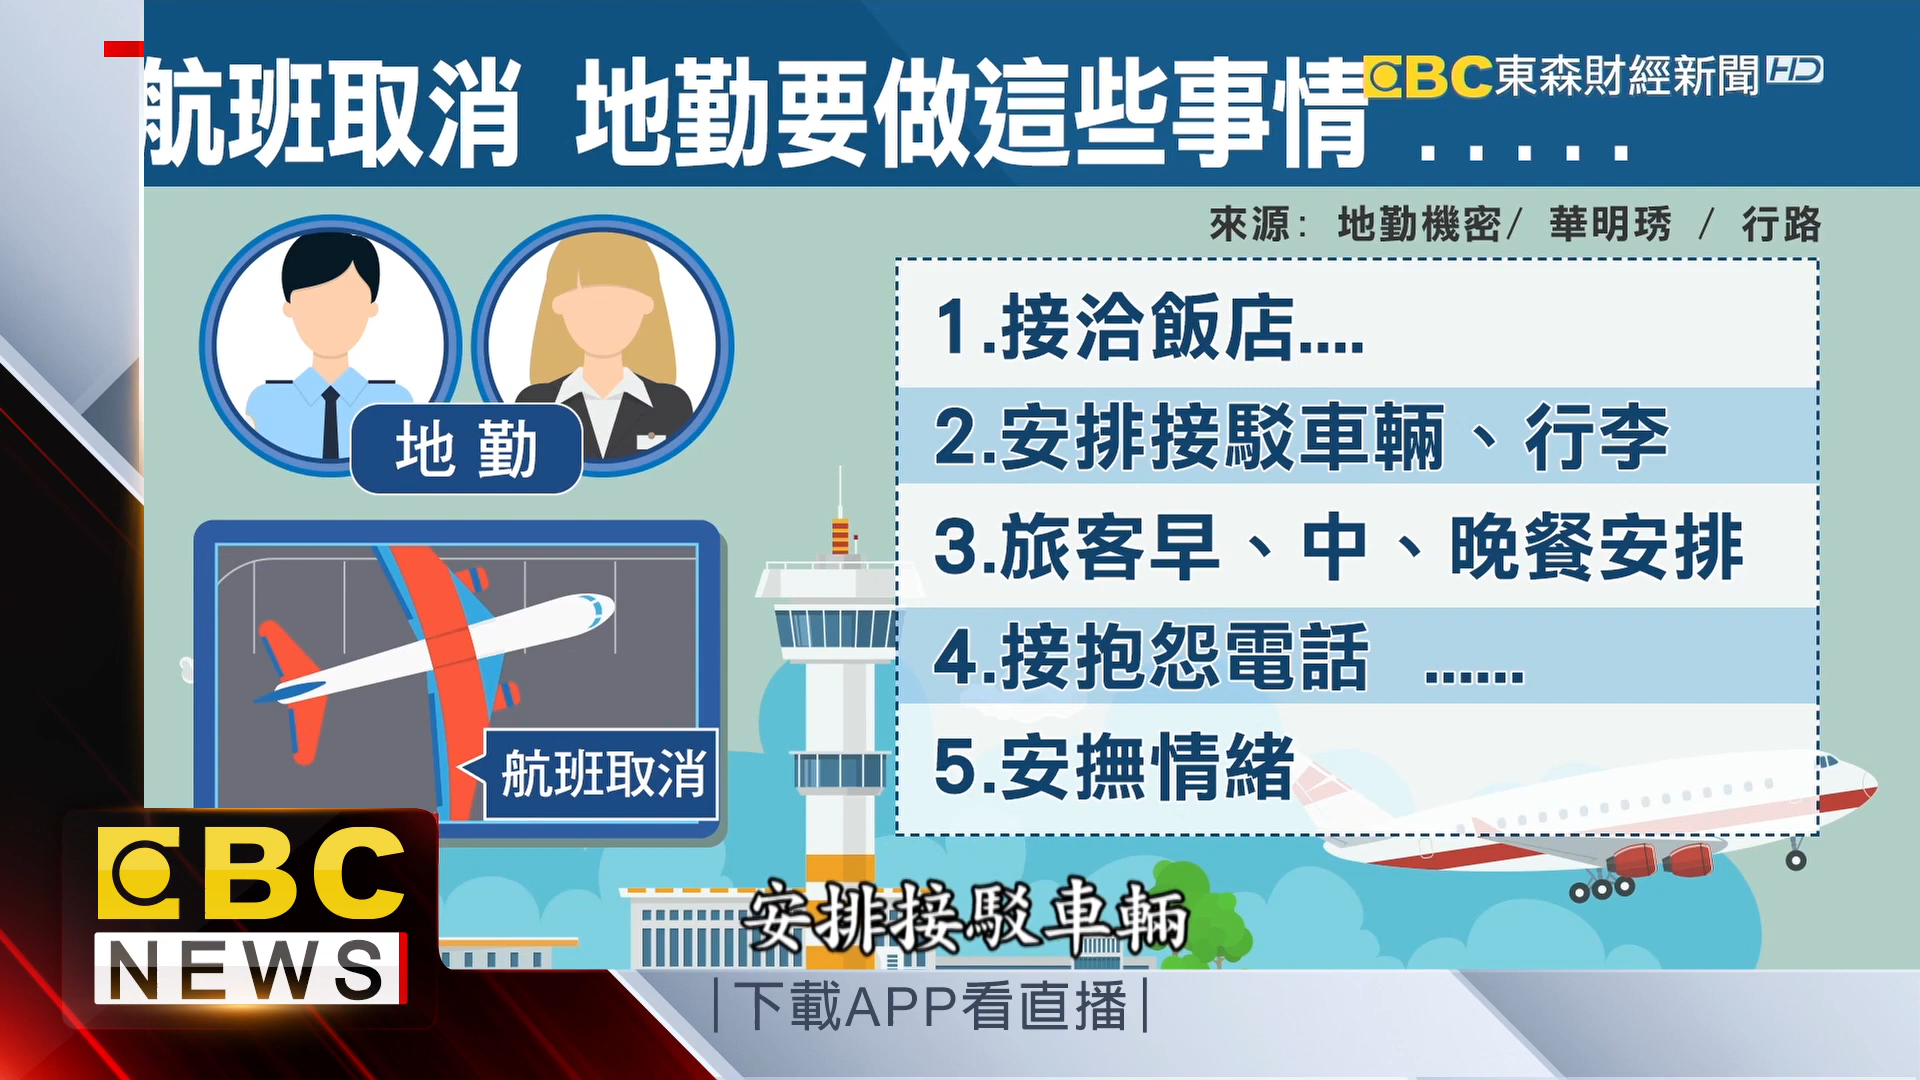 航班取消 地勤要做這些事情 .....
EBC東森財經新聞HD
來源: 地勤機密/ 華明琇 / 行路
地勤
1.接洽飯店....
2.安排接駁車輛、行李
3.旅客早、中、晚餐安排
4.接抱怨電話 ......
5.安撫情緒
航班取消
安排接駁車輛
EBC
NEWS
|下載APP看直播|